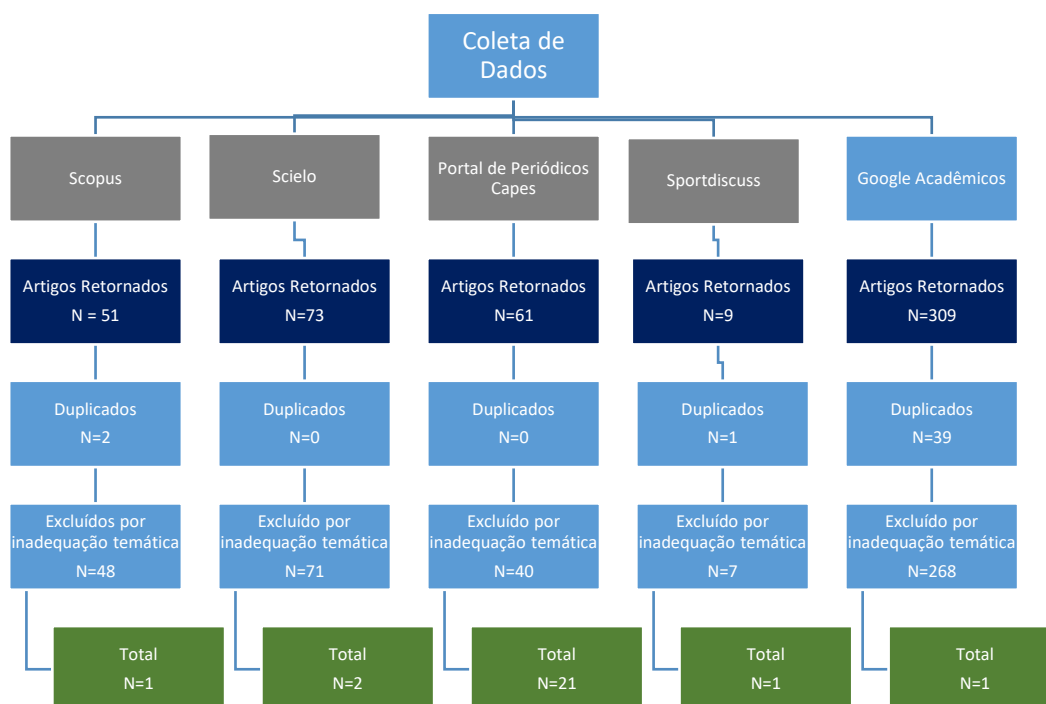 Coleta de
Dados
Scopus
Scielo
Portal de Periódicos
Capes
Sportdiscuss
Google Acadêmicos
Artigos Retornados
N = 51
Artigos Retornados
N=73
Artigos Retornados
N=61
Artigos Retornados
N=9
Artigos Retornados
N=309
Duplicados
N=2
Duplicados
N=0
Duplicados
N=0
Duplicados
N=1
Duplicados
N=39
Excluídos por
inadequação temática
N=48
Excluído por
inadequação temática
N=71
Excluído por
inadequação temática
N=40
Excluído por
inadequação temática
N=7
Excluído por
inadequação temática
N=268
Total
N=1
Total
N=2
Total
N=21
Total
N=1
Total
N=1